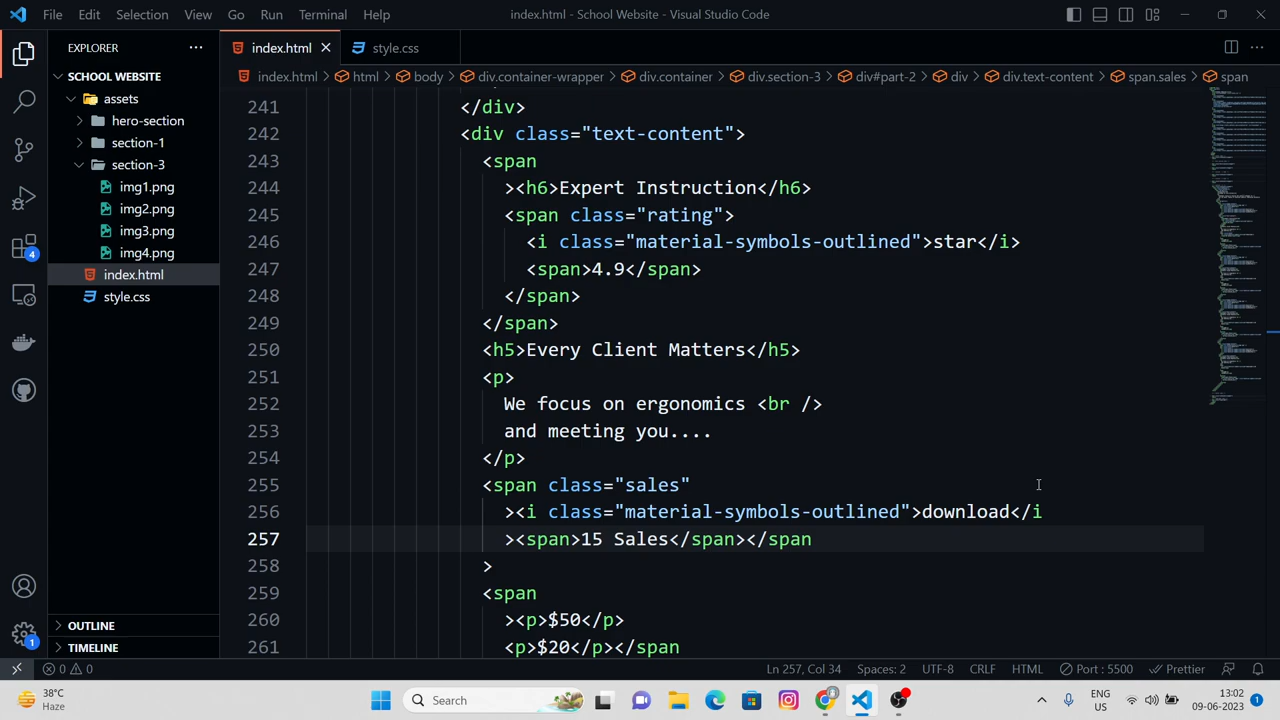 File Edit Selection View Go Run Terminal Help index.html - School Website - Visual Studio Code
EXPLORER
SCHOOL WEBSITE
assets
hero-section
section-1
section-3
img1.png
img2.png
img3.png
img4.png
index.html
style.css
OUTLINE
TIMELINE
4
1
index.html style.css
index.html html body div.container-wrapper div.container div.section-3 div#part-2 div div.text-content span.sales span
241 </div>
242 <div class="text-content">
243 <span
244 ><h6>Expert Instruction</h6>
245 <span class="rating">
246 <i class="material-symbols-outlined">star</i>
247 <span>4.9</span>
248 </span>
249 </span>
250 <h5>Every Client Matters</h5>
251 <p>
252 We focus on ergonomics <br />
253 and meeting you....
254 </p>
255 <span class="sales"
256 ><i class="material-symbols-outlined">download</i
257 ><span>15 Sales</span></span
258 >
259 <span
260 ><p>$50</p>
261 <p>$20</p></span
0 0 Ln 257, Col 34 Spaces: 2 UTF-8 CRLF HTML Port : 5500 Prettier
38°C
Haze
Search
ENG
US
13:02
09-06-2023
1